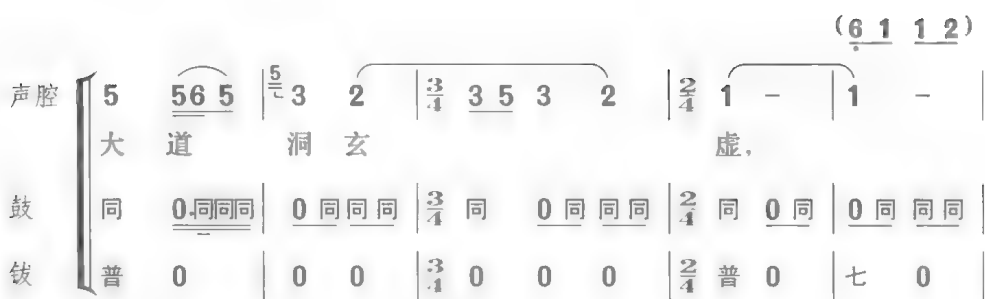 (6 1 1 2)
声腔 5 56 5 | 5 3 2 | 3/4 3 5 3 2 | 2/4 1 - | 1 - |
大 道 洞 玄 虚,
鼓 同 0.同同同 | 0 同 同 同 | 3/4 同 0 同 同 同 | 2/4 同 0 同 | 0 同 同 同 |
钹 普 0 | 0 0 | 3/4 0 0 0 | 2/4 普 0 | 七 0 |